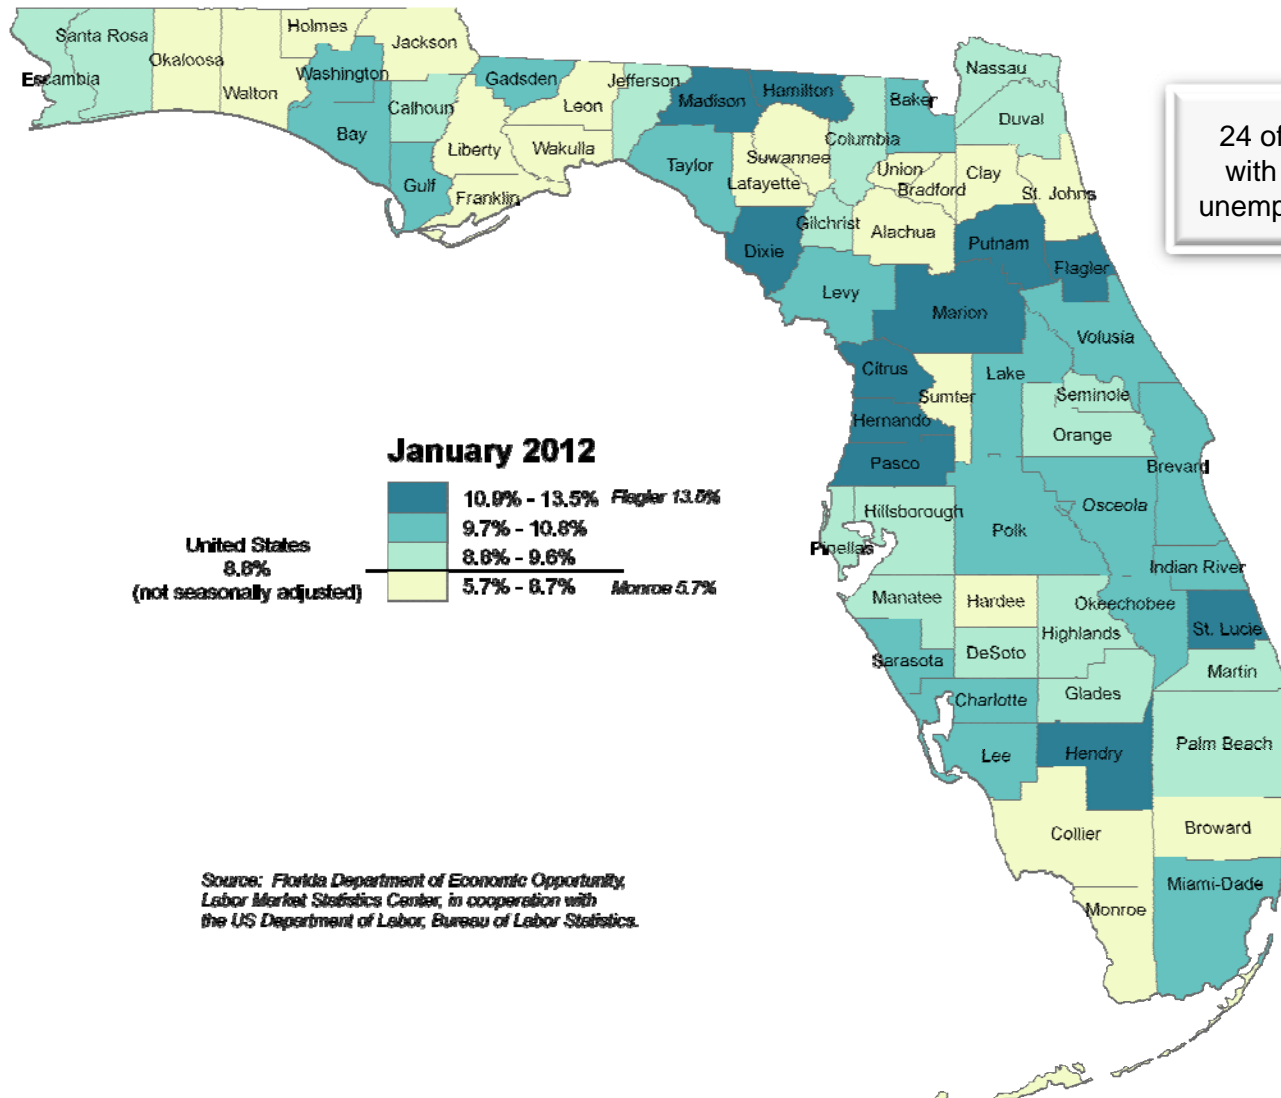 Santa Rosa
Escambia
Okaloosa
Walton
Holmes
Jackson
Washington
Bay
Calhoun
Gulf
Gadsden
Liberty
Franklin
Leon
Wakulla
Jefferson
Madison
Hamilton
Taylor
Suwannee
Lafayette
Columbia
Baker
Nassau
Duval
Union
Bradford
Clay
St. Johns
Gilchrist
Alachua
Dixie
Putnam
Flagler
Levy
Marion
Volusia
Citrus
Sumter
Lake
Seminole
Hernando
Orange
Pasco
Brevard
Hillsborough
Osceola
Polk
Pinellas
Indian River
Manatee
Hardee
Okeechobee
Highlands
St. Lucie
Sarasota
DeSoto
Martin
Charlotte
Glades
Lee
Hendry
Palm Beach
Collier
Broward
Miami-Dade
Monroe
24 of
with
unemp
January 2012
10.9% - 13.5% Flagler 13.5%
9.7% - 10.8%
8.8% - 9.6%
5.7% - 8.7% Monroe 5.7%
United States
8.8%
(not seasonally adjusted)
Source: Florida Department of Economic Opportunity,
Labor Market Statistics Center, in cooperation with
the US Department of Labor, Bureau of Labor Statistics.